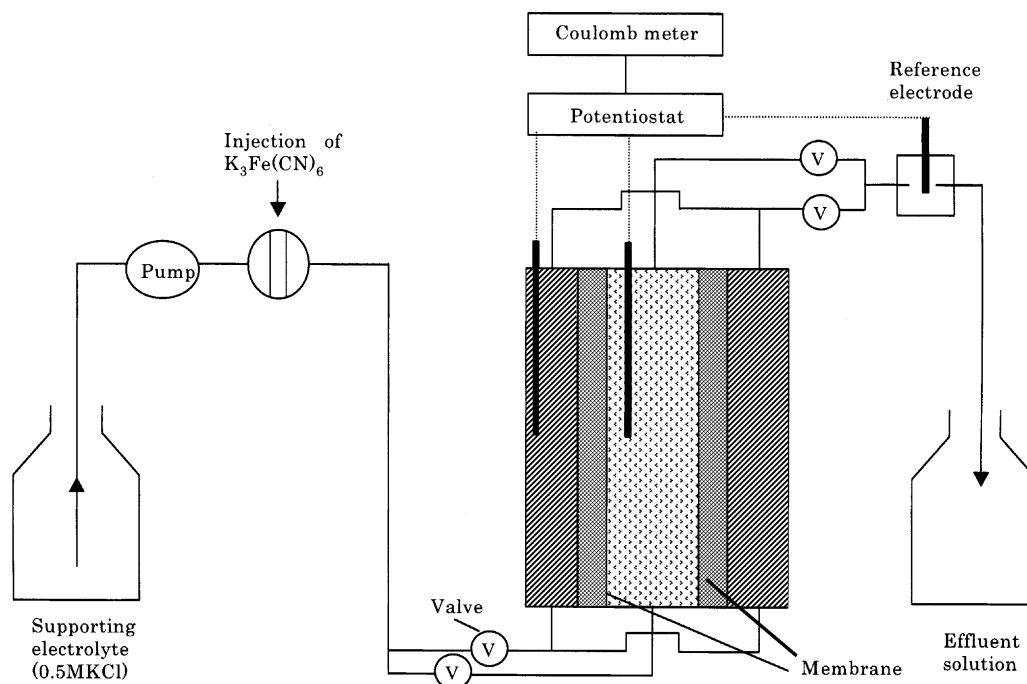 Coulomb meter
Potentiostat
Reference
electrode
Injection of
K₃Fe(CN)₆
V
V
Pump
Valve
V
V
Supporting
electrolyte
(0.5MKCl)
Membrane
Effluent
solution